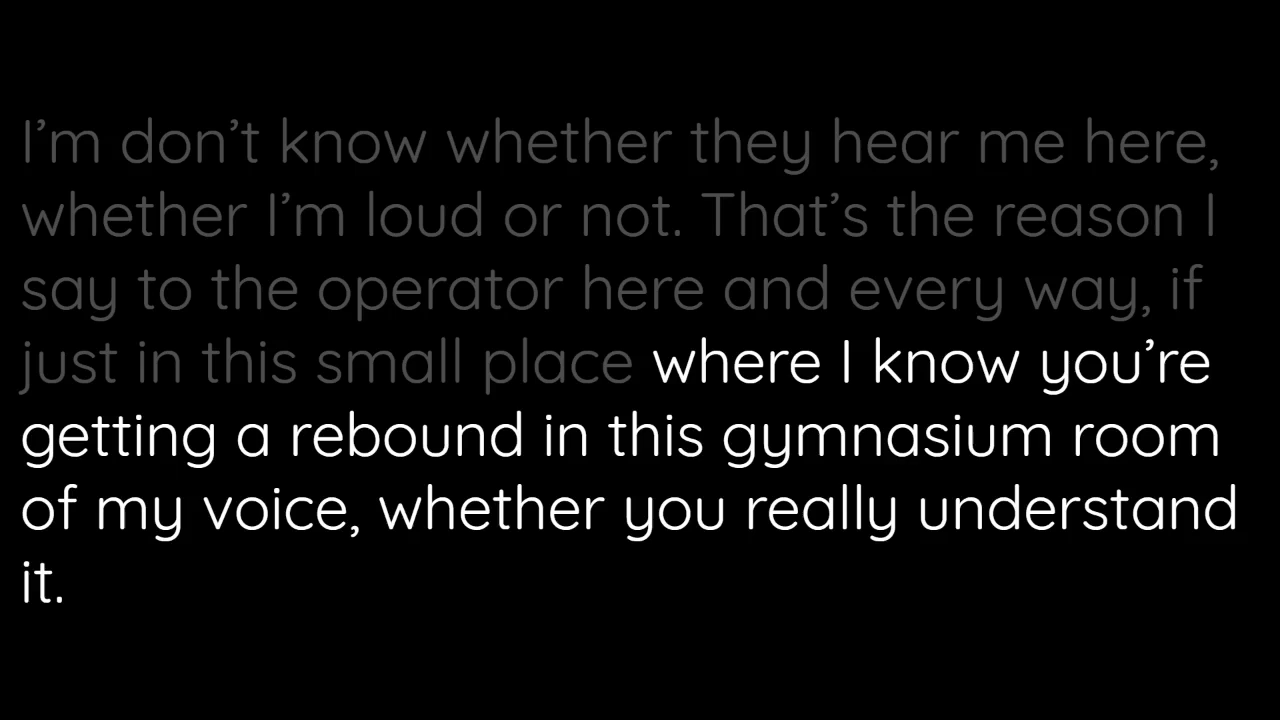 I’m don’t know whether they hear me here,
whether I’m loud or not. That’s the reason I
say to the operator here and every way, if
just in this small place where I know you’re
getting a rebound in this gymnasium room
of my voice, whether you really understand
it.